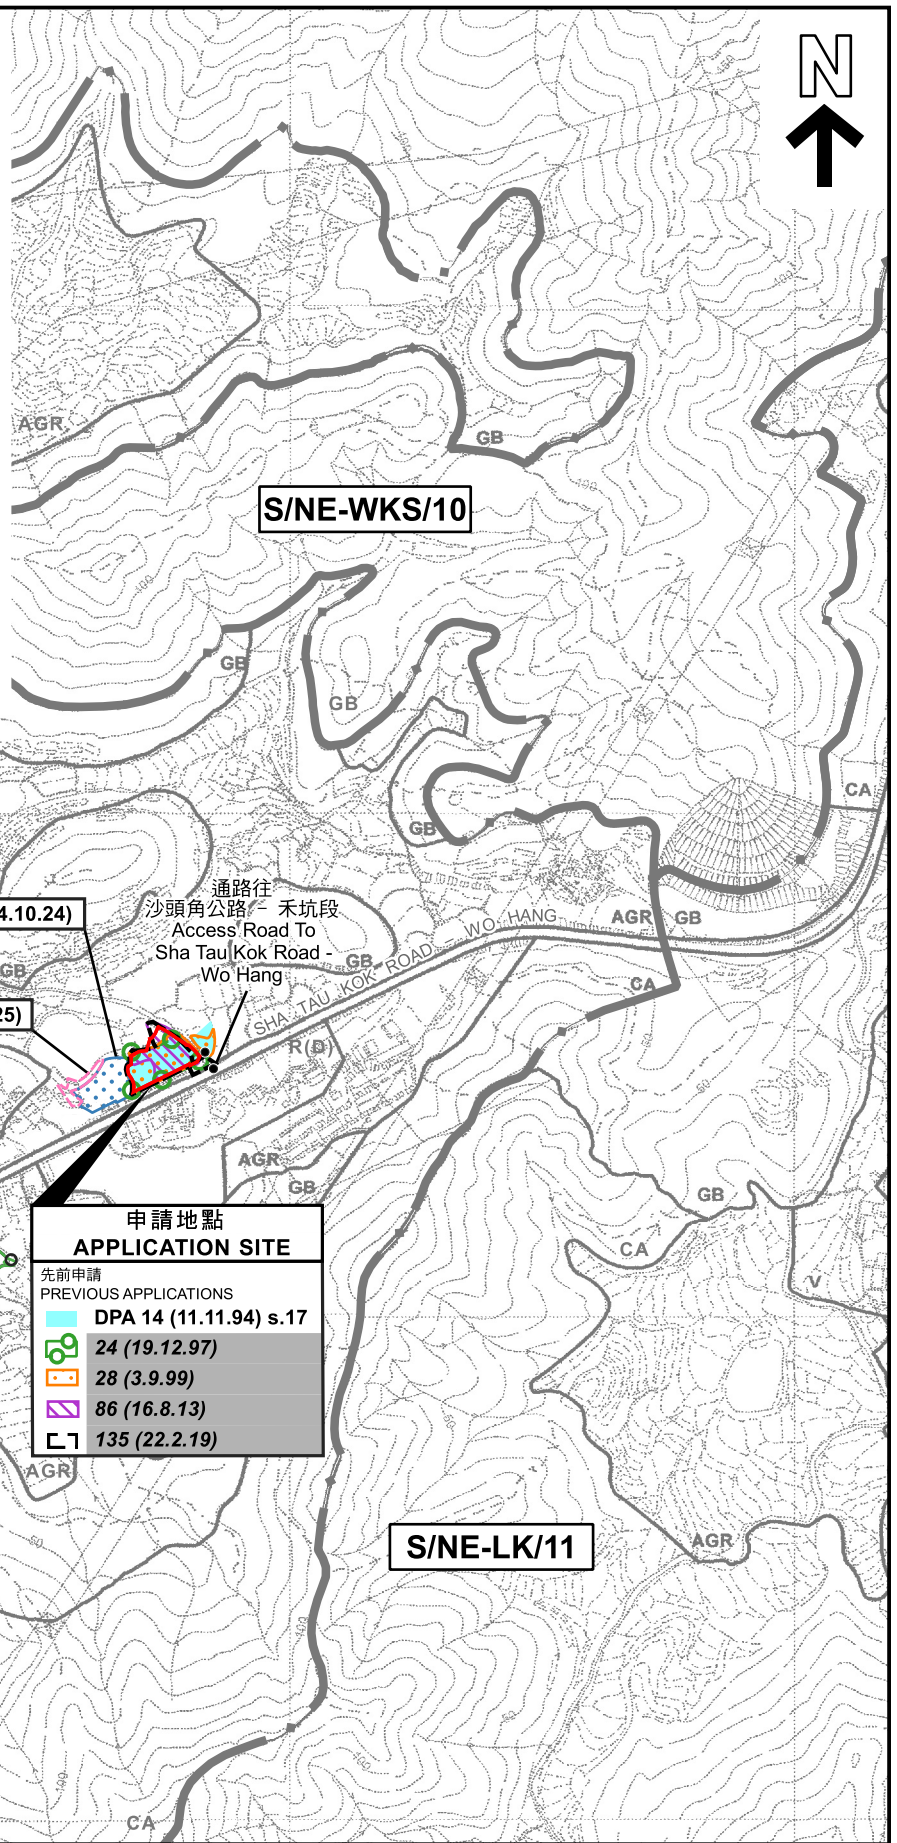 N
AGR
GB
S/NE-WKS/10
100
GB
GB
CA
GB
4.10.24)
通路往
沙頭角公路 - 禾坑段
Access Road To
Sha Tau Kok Road -
Wo Hang
AGR
GB
SHA TAU KOK ROAD - WO HANG
GB
GB
CA
25)
R(D)
AGR
GB
GB
CA
V
申請地點
APPLICATION SITE
先前申請
PREVIOUS APPLICATIONS
DPA 14 (11.11.94) s.17
24 (19.12.97)
28 (3.9.99)
86 (16.8.13)
135 (22.2.19)
AGR
S/NE-LK/11
AGR
100
CA